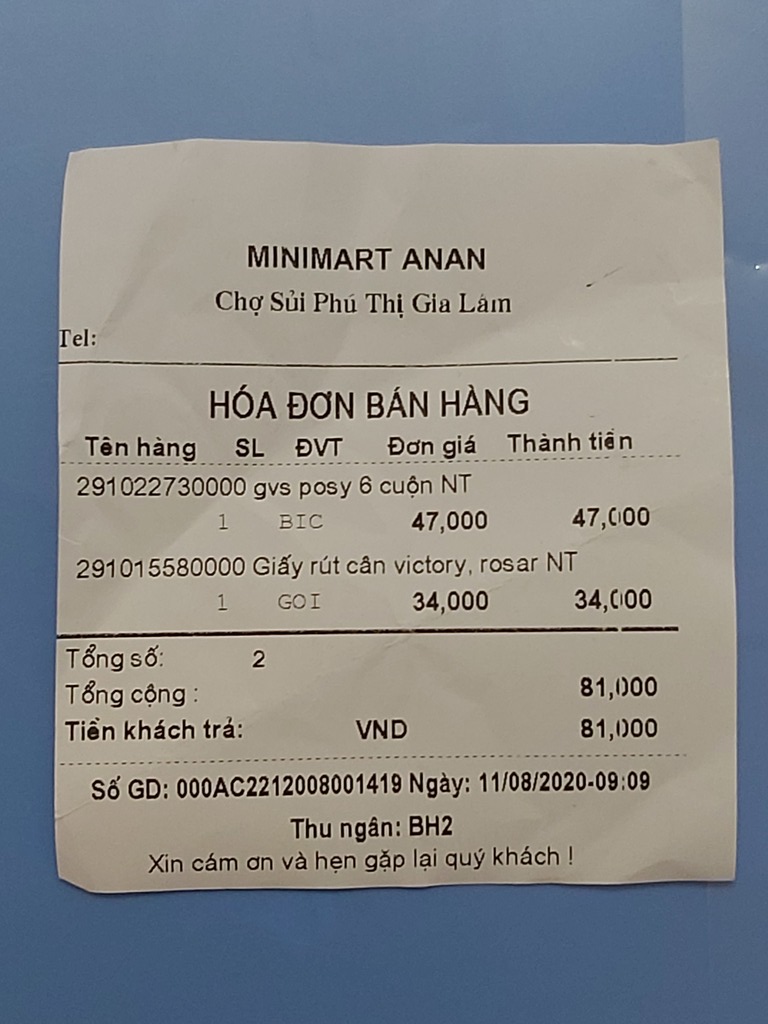 MINIMART ANAN
Chợ Sủi Phú Thị Gia Lâm
Tel:
HÓA ĐƠN BÁN HÀNG
Tên hàng SL ĐVT Đơn giá Thành tiền
291022730000 gvs posy 6 cuộn NT
1 BIC 47,000 47,000
291015580000 Giấy rút cân victory, rosar NT
1 GOI 34,000 34,000
Tổng số: 2
Tổng cộng : 81,000
Tiền khách trả: VND 81,000
Số GD: 000AC2212008001419 Ngày: 11/08/2020-09:09
Thu ngân: BH2
Xin cám ơn và hẹn gặp lại quý khách !